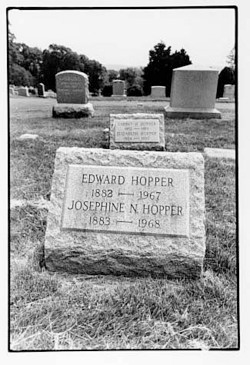 EDWARD HOPPER
1882 — 1967
JOSEPHINE N. HOPPER
1883 — 1968